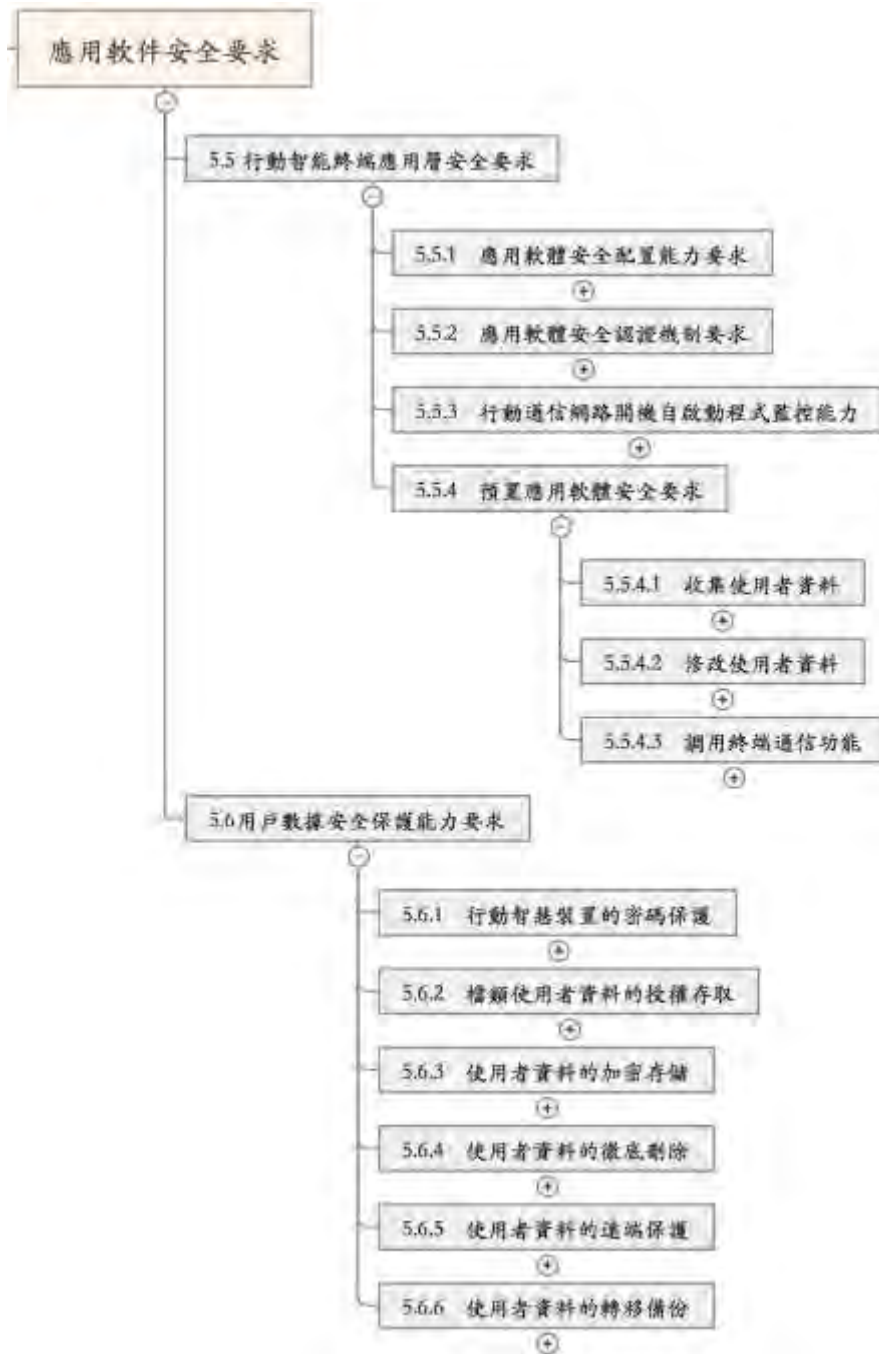 應用軟件安全要求
5.5 行動智能終端應用層安全要求
5.5.1 應用軟體安全配置能力要求
5.5.2 應用軟體安全認證機制要求
5.5.3 行動通信網路開機自啟動程式監控能力
5.5.4 預置應用軟體安全要求
5.5.4.1 收集使用者資料
5.5.4.2 修改使用者資料
5.5.4.3 調用終端通信功能
5.6用戶數據安全保護能力要求
5.6.1 行動智慧裝置的密碼保護
5.6.2 檔類使用者資料的授權存取
5.6.3 使用者資料的加密存儲
5.6.4 使用者資料的徹底刪除
5.6.5 使用者資料的遠端保護
5.6.6 使用者資料的轉移備份